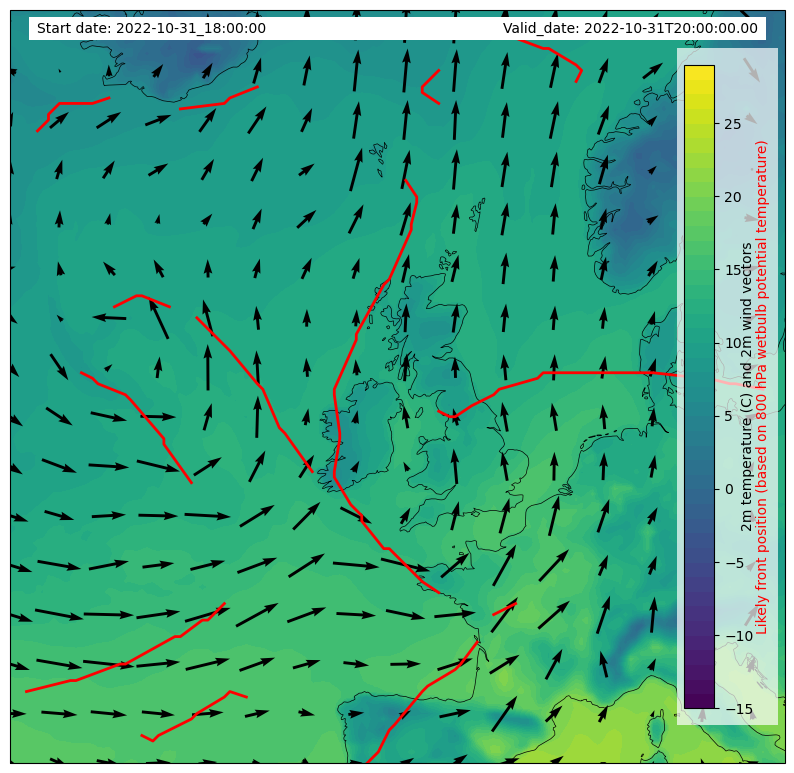 Start date: 2022-10-31_18:00:00
Valid_date: 2022-10-31T20:00:00.00
25
20
15
10
5
0
−5
−10
−15
2m temperature (C) and 2m wind vectors
Likely front position (based on 800 hPa wetbulb potential temperature)